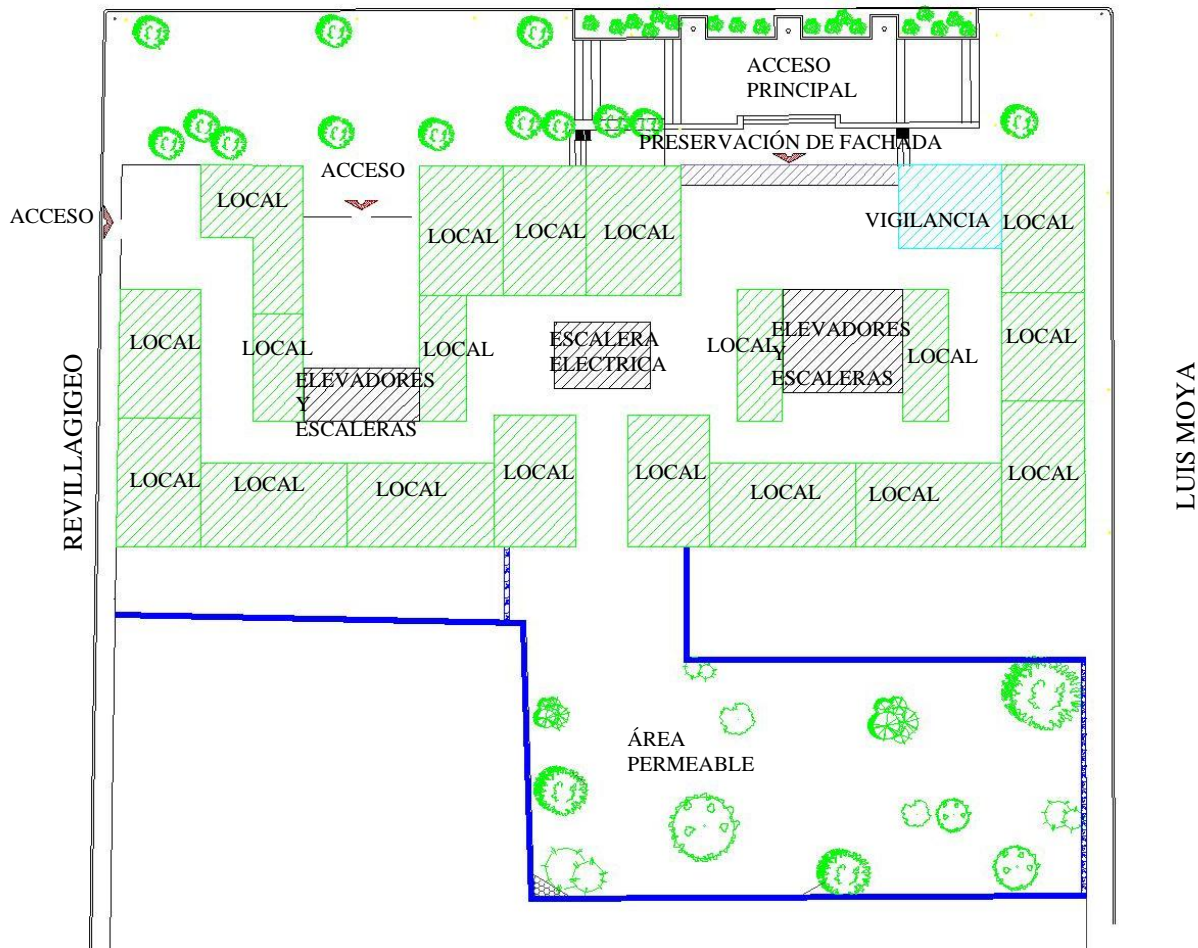 ACCESO
PRINCIPAL
PRESERVACIÓN DE FACHADA
ACCESO
LOCAL
ACCESO
VIGILANCIA
LOCAL
LOCAL
LOCAL
LOCAL
LOCAL
LOCAL
LOCAL
ESCALERA
ELECTRICA
LOCAL
ELEVADORES
Y
ESCALERAS
LOCAL
LOCAL
LOCAL
ELEVADORES
Y
ESCALERAS
LOCAL
LOCAL
LOCAL
LOCAL
LOCAL
LOCAL
LOCAL
LOCAL
REVILLAGIGEO
LUIS MOYA
ÁREA
PERMEABLE